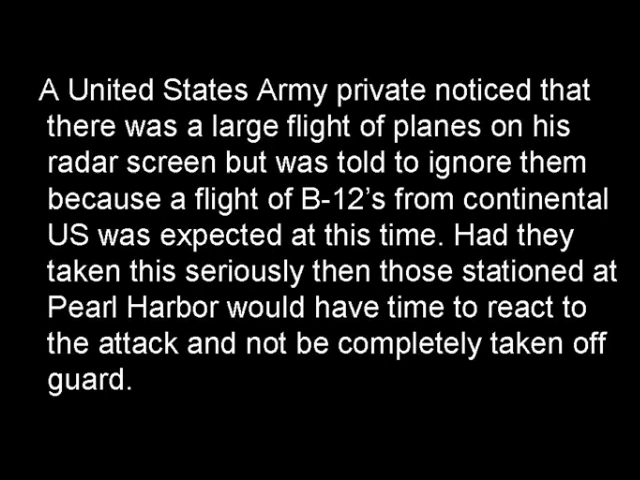 A United States Army private noticed that
there was a large flight of planes on his
radar screen but was told to ignore them
because a flight of B-12’s from continental
US was expected at this time. Had they
taken this seriously then those stationed at
Pearl Harbor would have time to react to
the attack and not be completely taken off
guard.